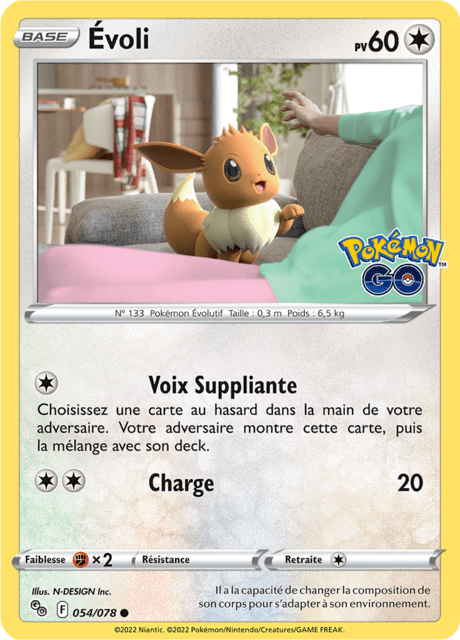 BASE Évoli PV60
Pokémon GO™
Nº 133 Pokémon Évolutif Taille : 0,3 m Poids : 6,5 kg
Voix Suppliante
Choisissez une carte au hasard dans la main de votre
adversaire. Votre adversaire montre cette carte, puis
la mélange avec son deck.
Charge 20
Faiblesse ×2 Résistance Retraite
Illus. N-DESIGN Inc.
Il a la capacité de changer la composition de
son corps pour s'adapter à son environnement.
GO F 054/078
©2022 Niantic. ©2022 Pokémon/Nintendo/Creatures/GAME FREAK.